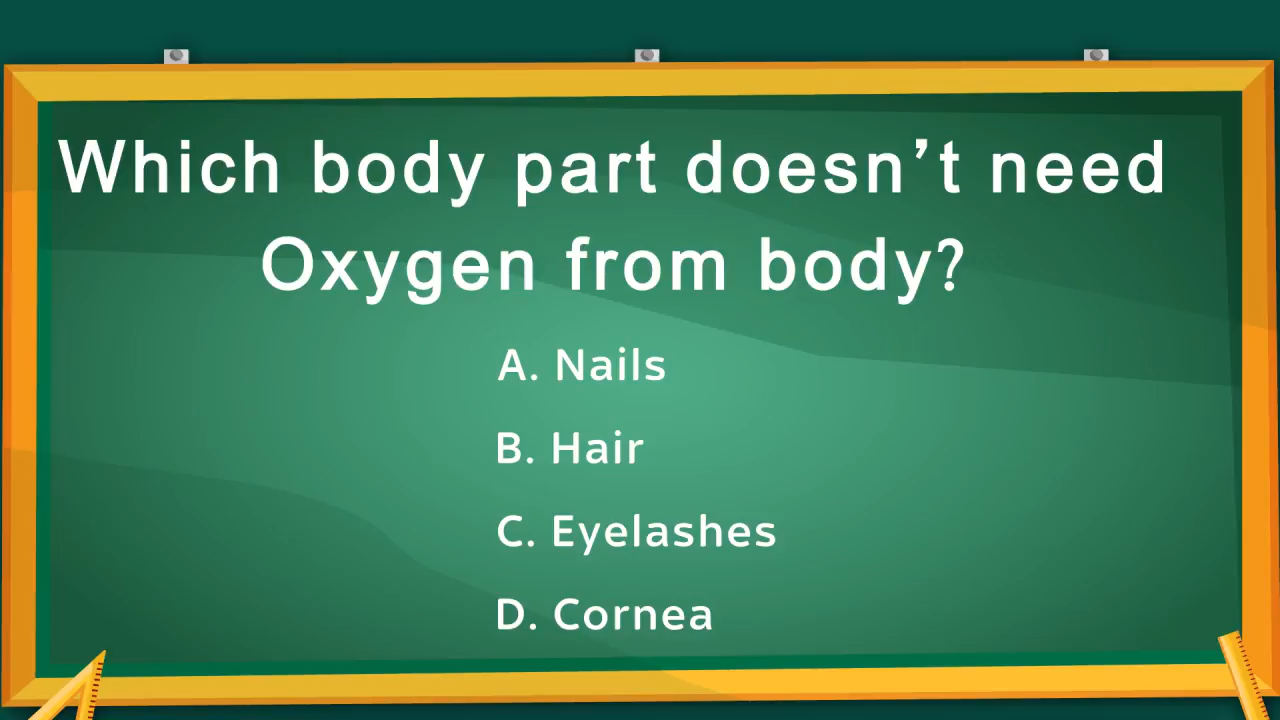 Which body part doesn’t need
Oxygen from body?
A. Nails
B. Hair
C. Eyelashes
D. Cornea